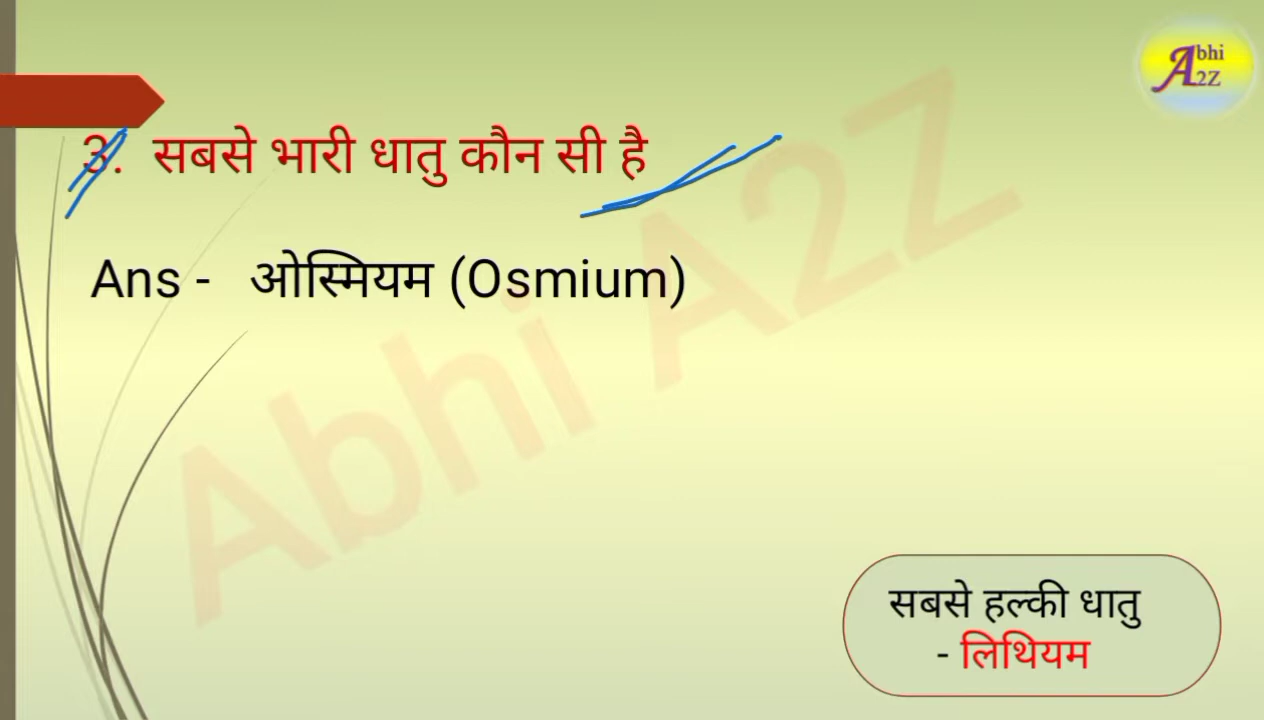 Abhi
A2Z
3. सबसे भारी धातु कौन सी है
Ans - ओस्मियम (Osmium)
Abhi A2Z
सबसे हल्की धातु
- लिथियम